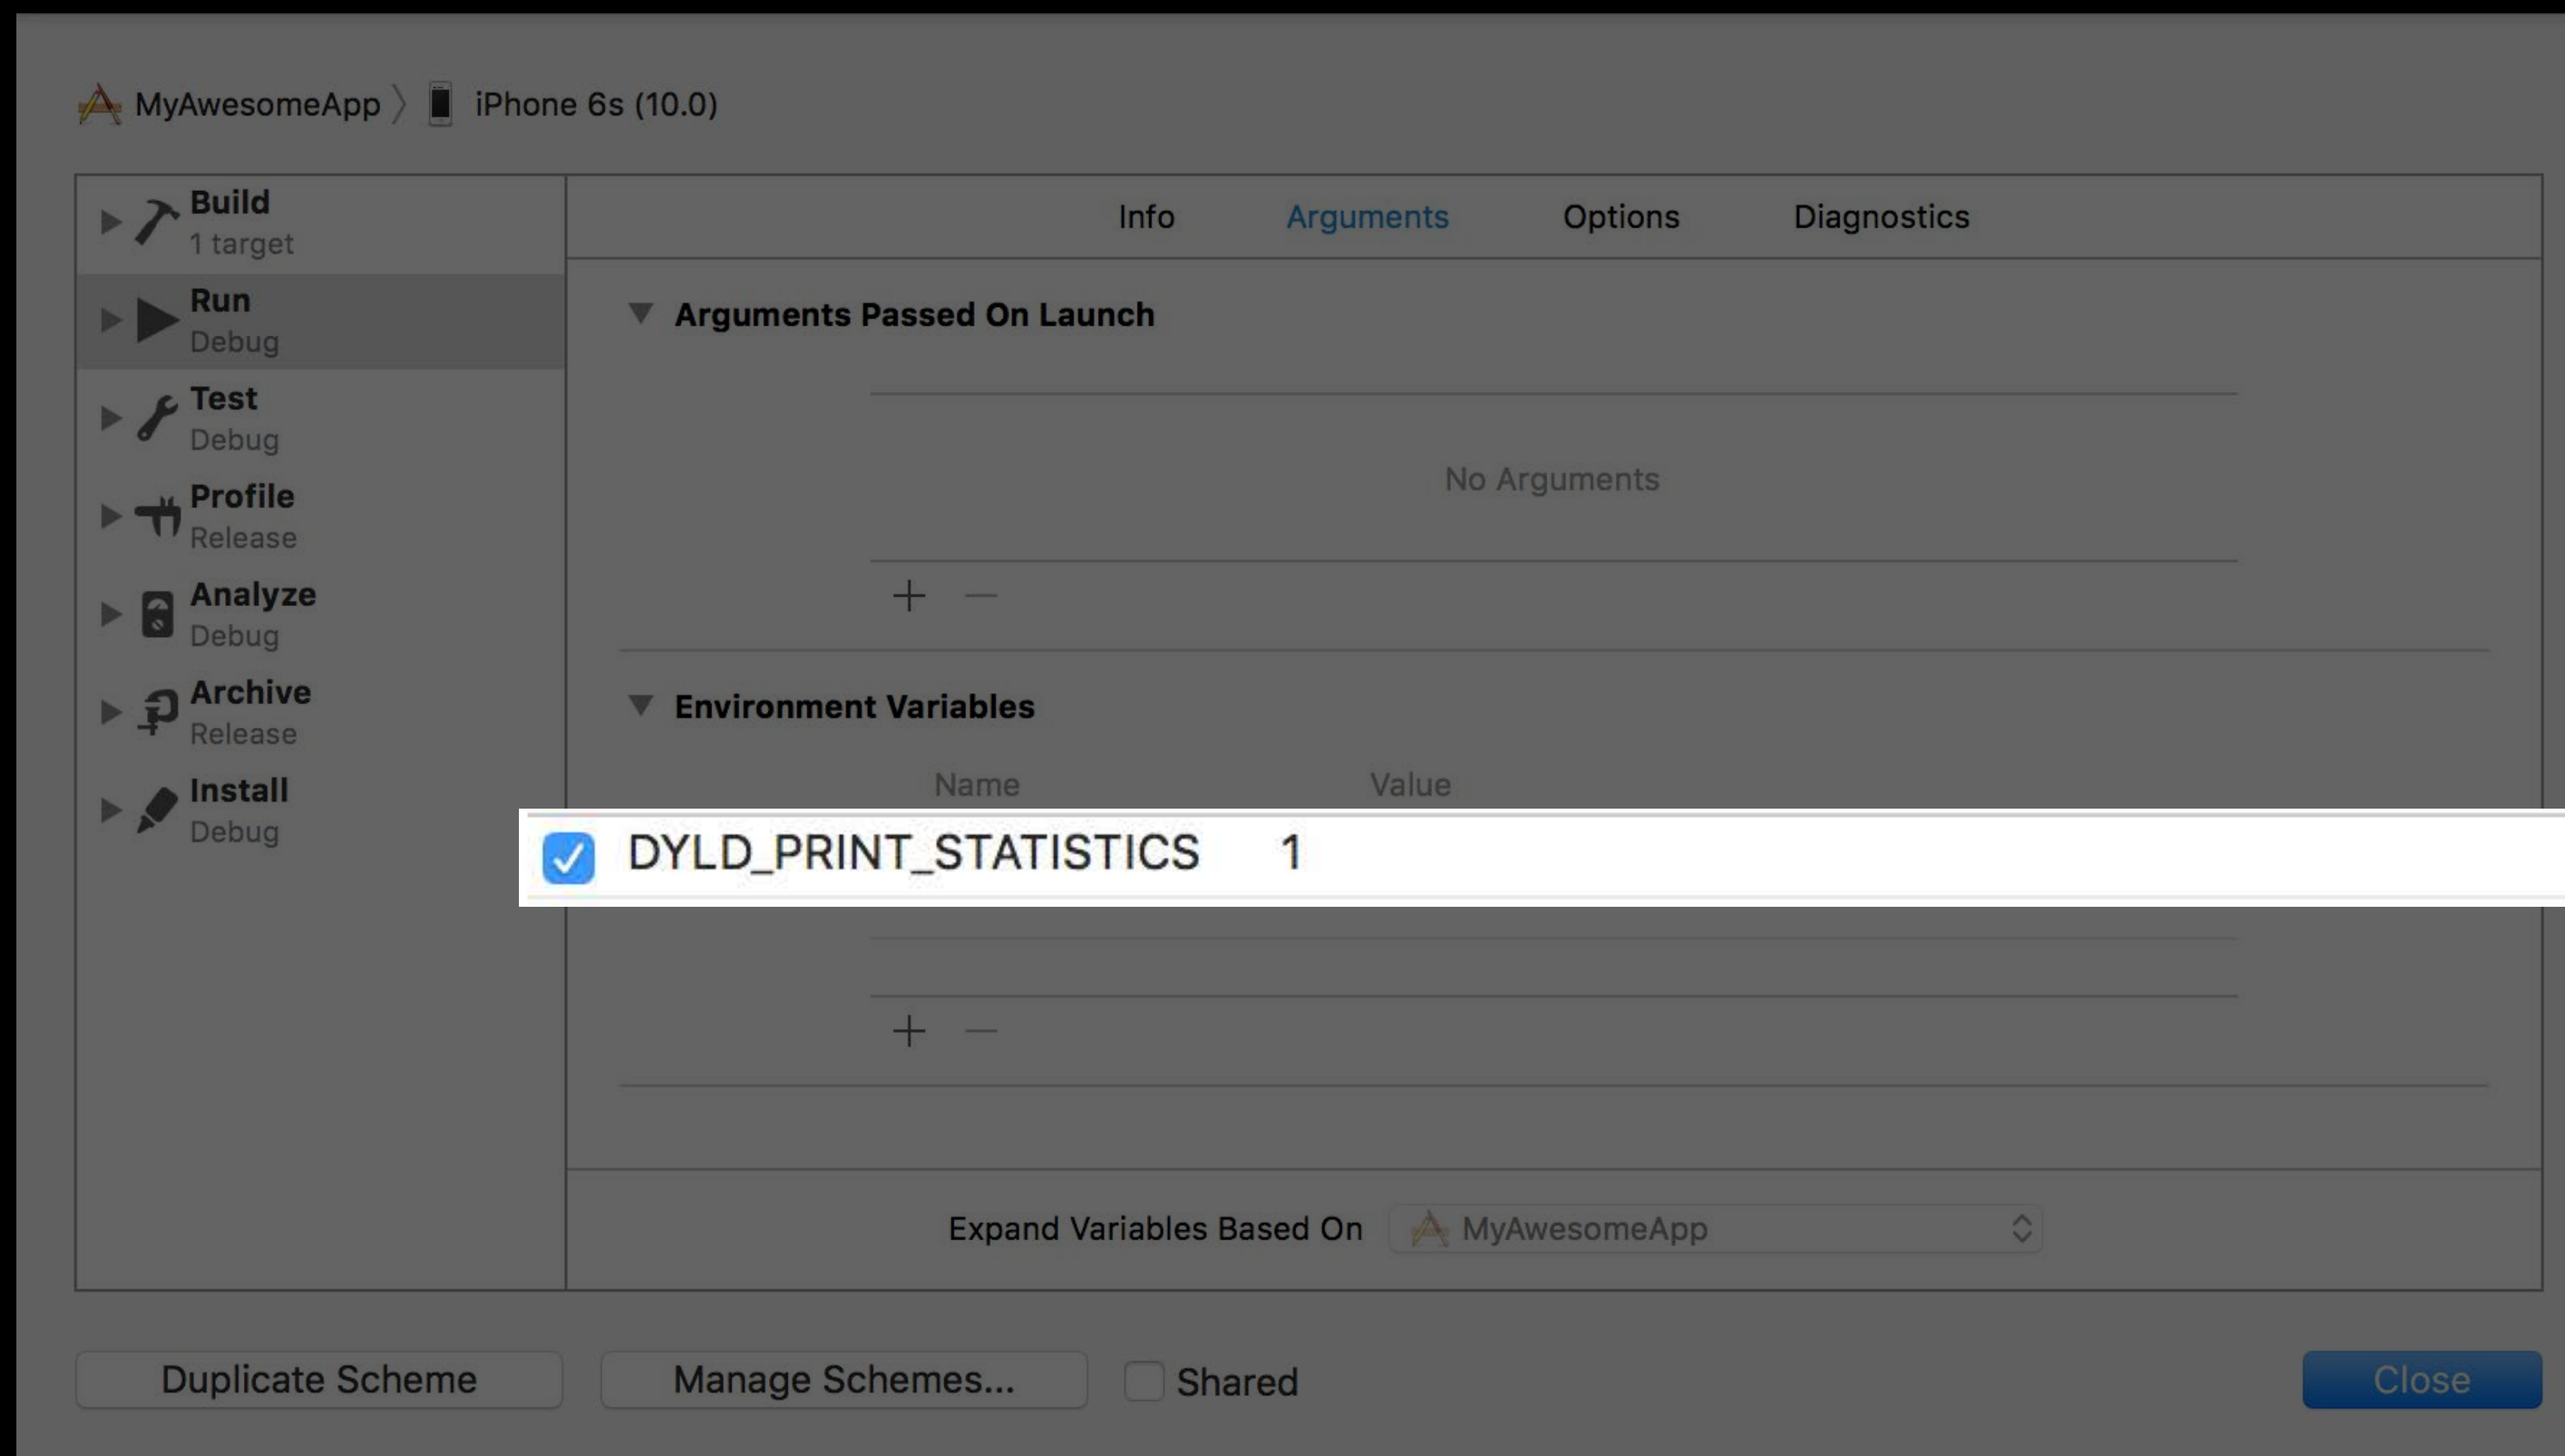 MyAwesomeApp iPhone 6s (10.0)
Build
1 target
Run
Debug
Test
Debug
Profile
Release
Analyze
Debug
Archive
Release
Install
Debug
Info Arguments Options Diagnostics
Arguments Passed On Launch
No Arguments
+ −
Environment Variables
Name Value
DYLD_PRINT_STATISTICS 1
+ −
Expand Variables Based On MyAwesomeApp
Duplicate Scheme Manage Schemes... Shared Close